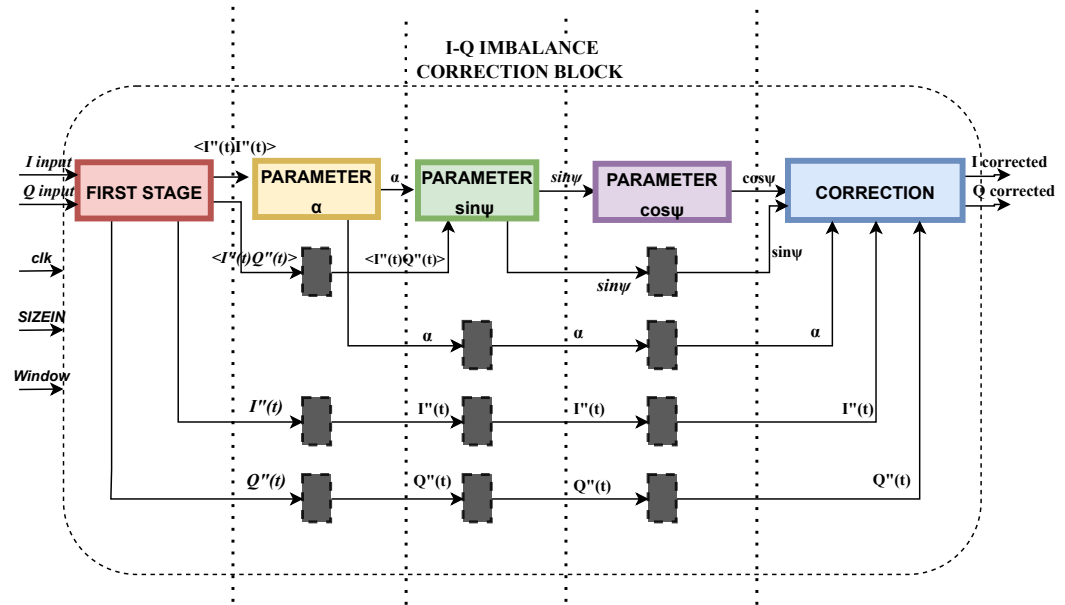 I-Q IMBALANCE
CORRECTION BLOCK
<I"(t)I"(t)>
I input
Q input
FIRST STAGE
PARAMETER
α
α
PARAMETER
sinψ
sinψ
PARAMETER
cosψ
cosψ
CORRECTION
I corrected
Q corrected
clk
<I"(t)Q"(t)>
<I"(t)Q"(t)>
sinψ
sinψ
SIZEIN
α
α
α
Window
I"(t)
I"(t)
I"(t)
I"(t)
Q"(t)
Q"(t)
Q"(t)
Q"(t)